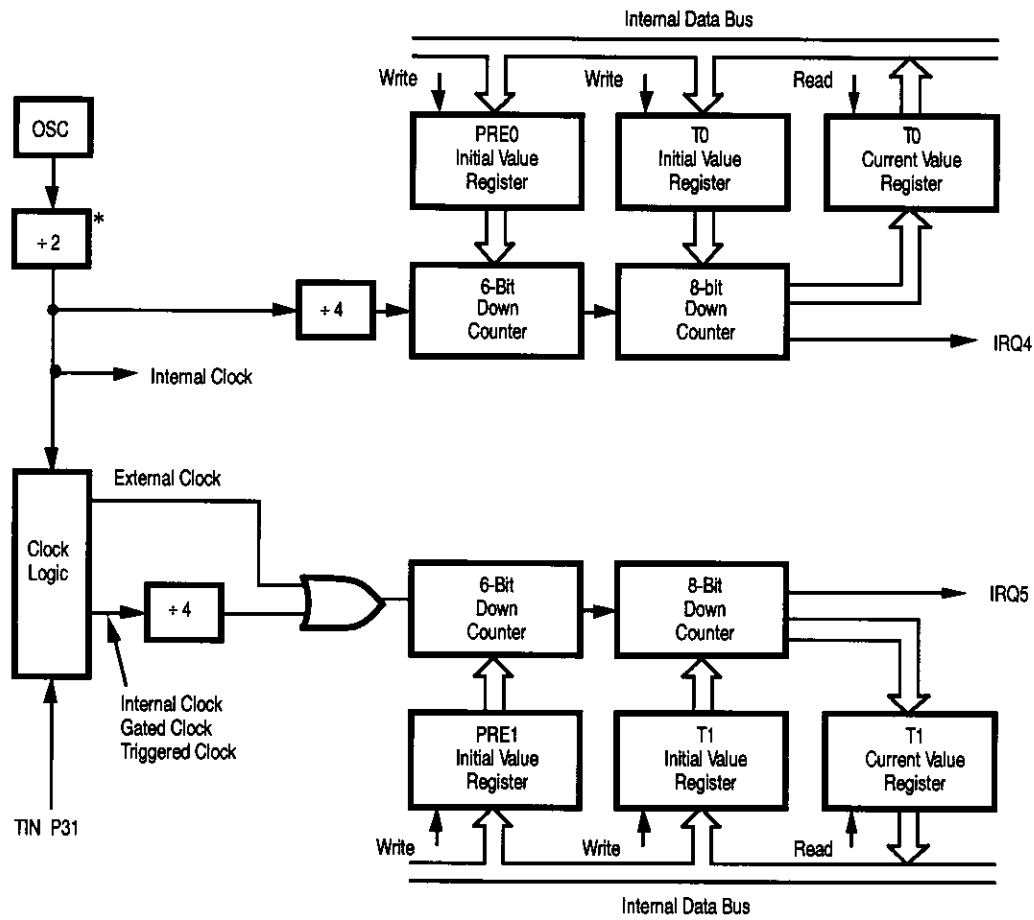 Internal Data Bus
Write
Write
Read
OSC
PRE0
Initial Value
Register
T0
Initial Value
Register
T0
Current Value
Register
÷ 2
*
÷ 4
6-Bit
Down
Counter
8-bit
Down
Counter
IRQ4
Internal Clock
External Clock
Clock
Logic
÷ 4
6-Bit
Down
Counter
8-Bit
Down
Counter
IRQ5
Internal Clock
Gated Clock
Triggered Clock
PRE1
Initial Value
Register
T1
Initial Value
Register
T1
Current Value
Register
TIN P31
Write
Write
Read
Internal Data Bus